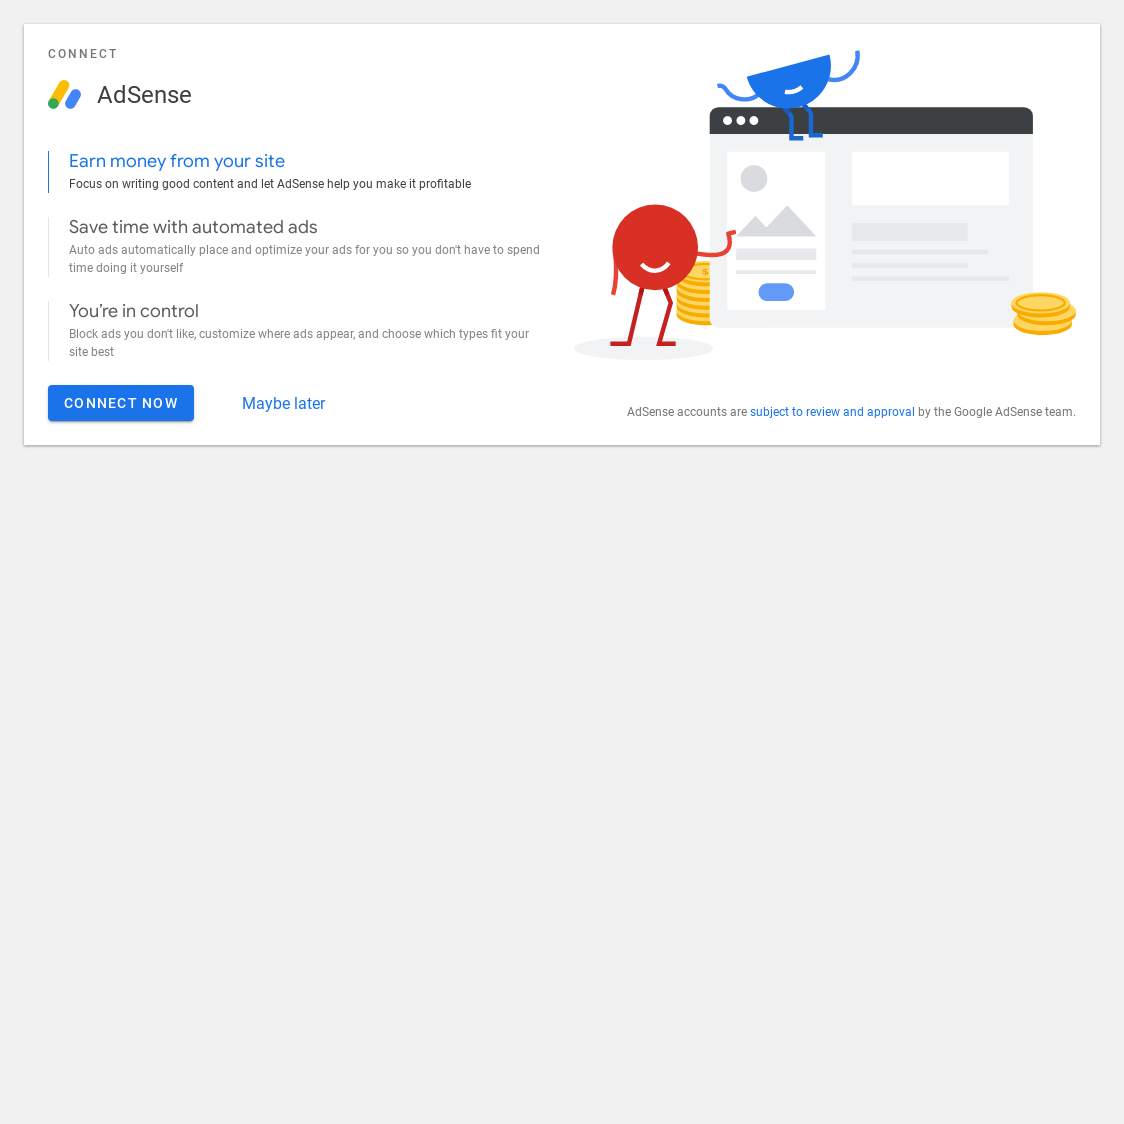 CONNECT
AdSense
Earn money from your site
Focus on writing good content and let AdSense help you make it profitable
Save time with automated ads
Auto ads automatically place and optimize your ads for you so you don't have to spend
time doing it yourself
You’re in control
Block ads you don't like, customize where ads appear, and choose which types fit your
site best
CONNECT NOW
Maybe later
AdSense accounts are subject to review and approval by the Google AdSense team.
$